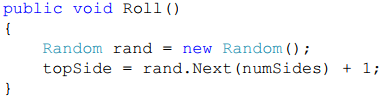 public void Roll()
{
    Random rand = new Random();
    topSide = rand.Next(numSides) + 1;
}